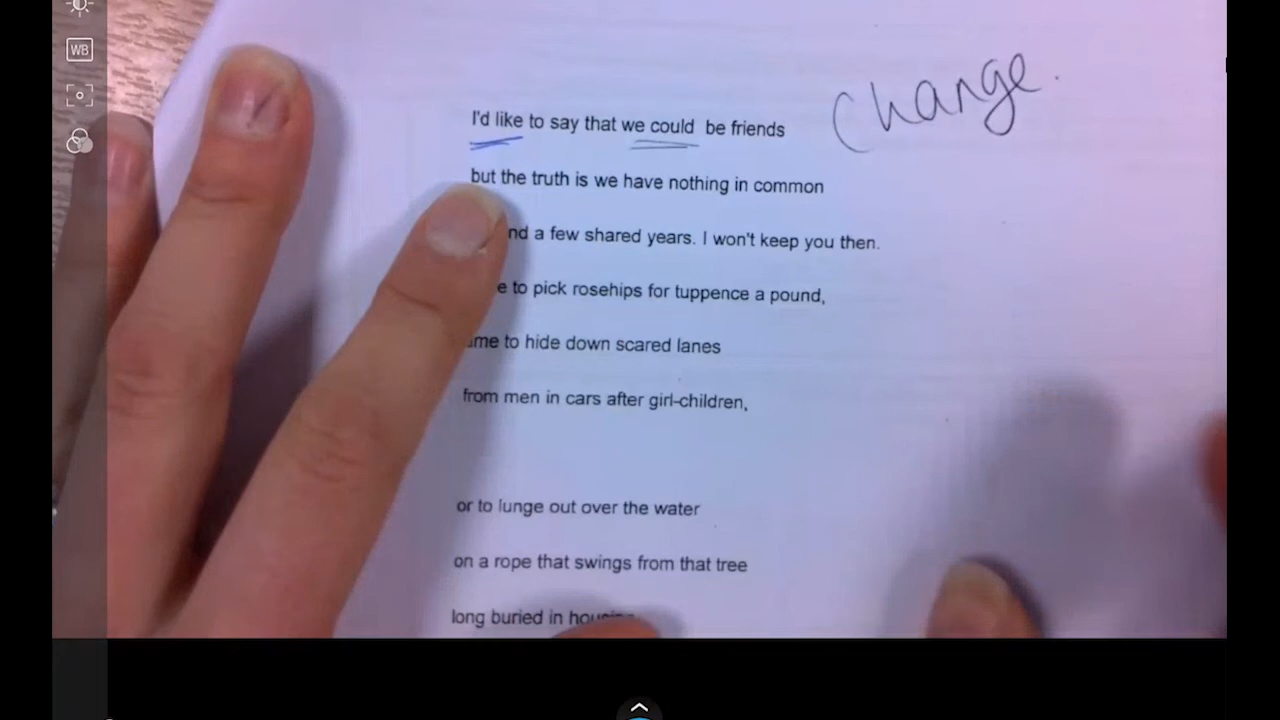 WB
Change.
I'd like to say that we could be friends
but the truth is we have nothing in common
a few shared years. I won't keep you then.
to pick rosehips for tuppence a pound,
to hide down scared lanes
from men in cars after girl-children,
or to lunge out over the water
on a rope that swings from that tree
long buried in